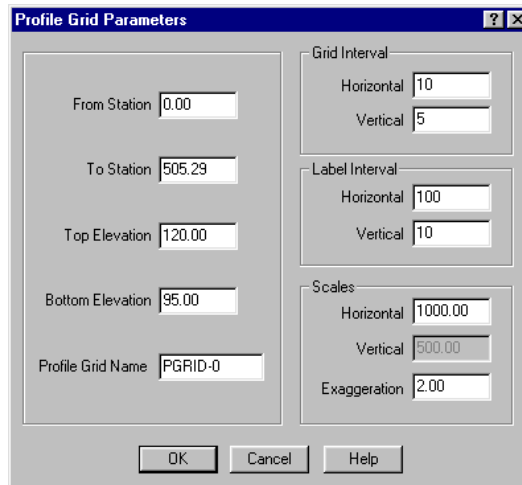 Profile Grid Parameters
From Station 0.00
To Station 505.29
Top Elevation 120.00
Bottom Elevation 95.00
Profile Grid Name PGRID-0
Grid Interval
Horizontal 10
Vertical 5
Label Interval
Horizontal 100
Vertical 10
Scales
Horizontal 1000.00
Vertical 500.00
Exaggeration 2.00
OK Cancel Help